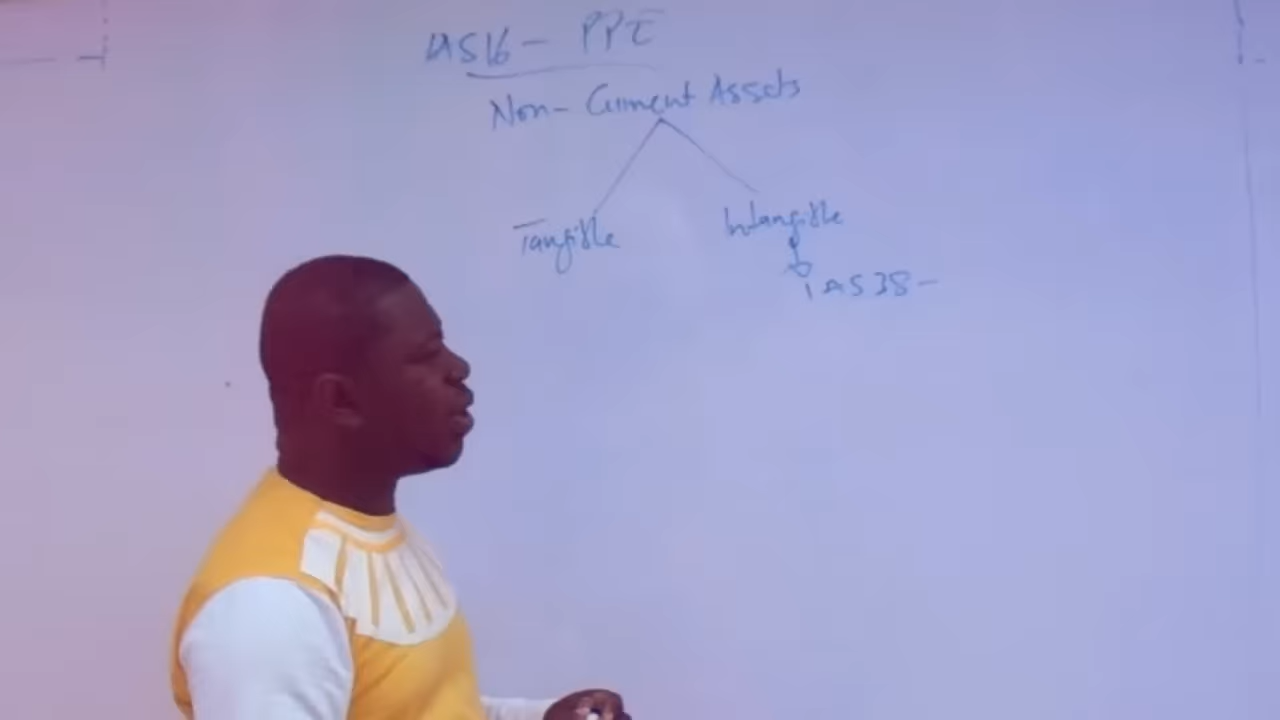 IAS16 - PPE
Non-Current Assets
Tangible
Intangible
IAS38 -